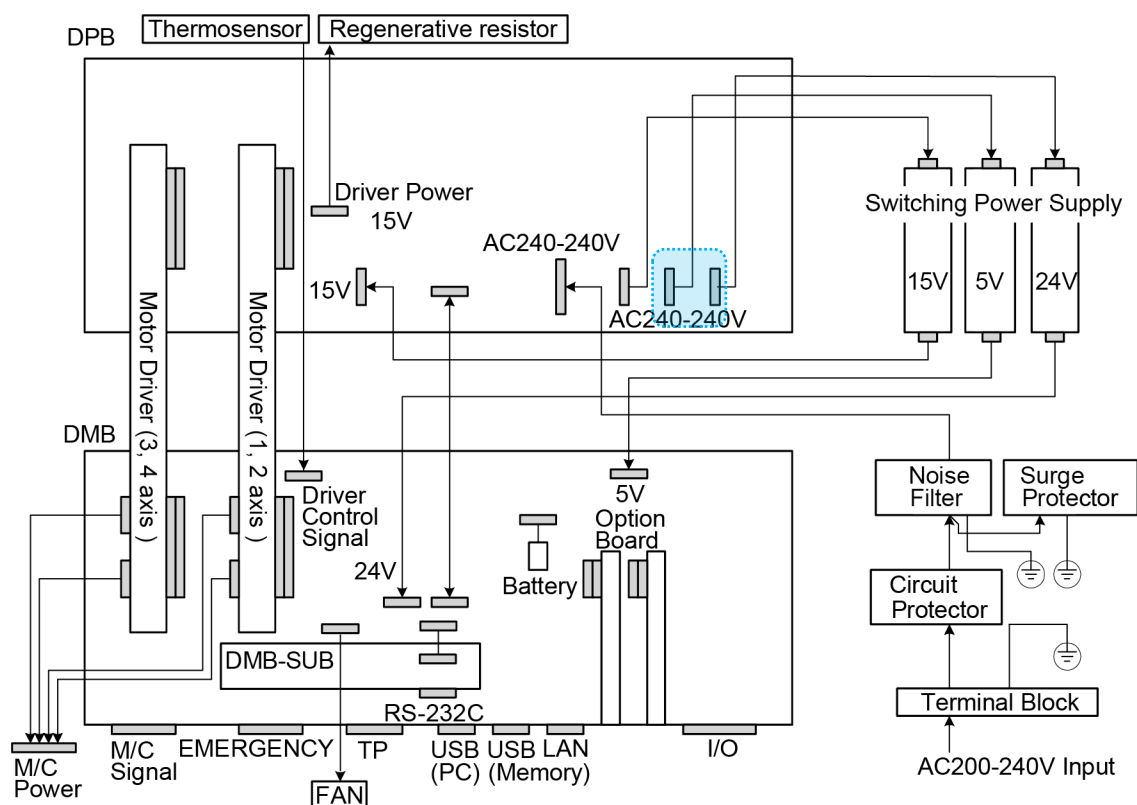 Thermosensor
Regenerative resistor
DPB
Driver Power
15V
AC240-240V
15V
AC240-240V
Switching Power Supply
15V
5V
24V
Motor Driver (3, 4 axis)
Motor Driver (1, 2 axis)
DMB
Driver
Control
Signal
24V
5V
Option
Board
Battery
DMB-SUB
RS-232C
Noise
Filter
Surge
Protector
Circuit
Protector
Terminal Block
AC200-240V Input
M/C
Power
M/C
Signal
EMERGENCY
TP
USB
(PC)
USB
(Memory)
LAN
I/O
FAN